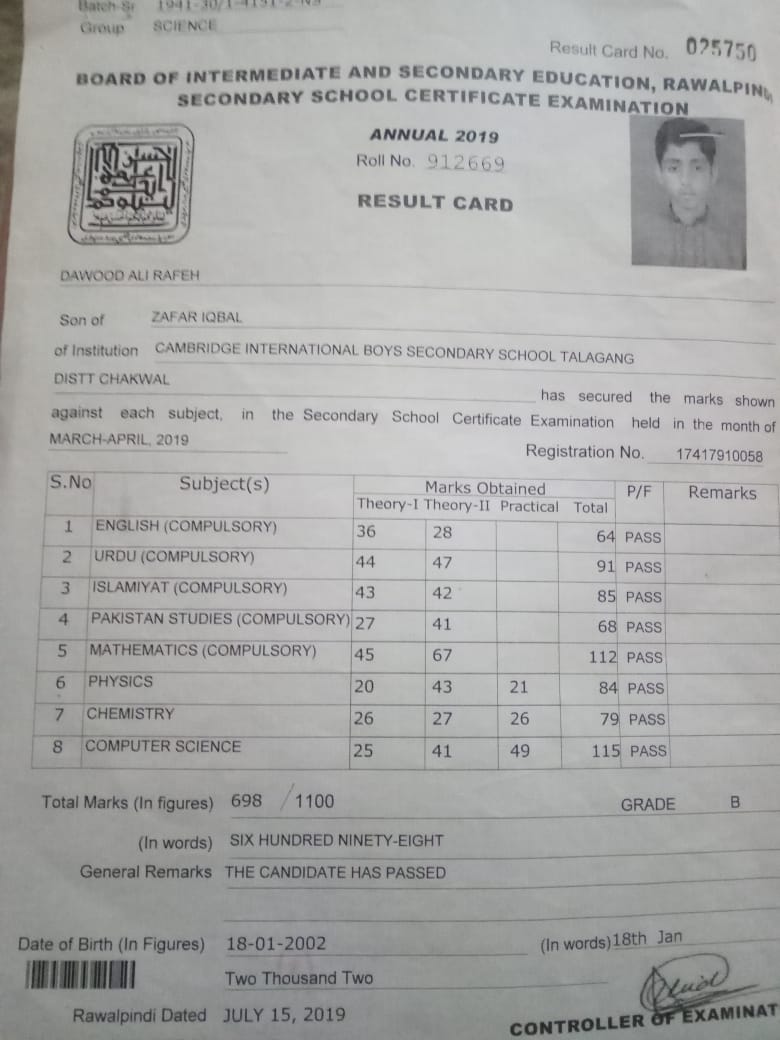 Batch-Sr 1941-30/1-4191-2-NS
Group SCIENCE
Result Card No. 025750
BOARD OF INTERMEDIATE AND SECONDARY EDUCATION, RAWALPINDI
SECONDARY SCHOOL CERTIFICATE EXAMINATION
ANNUAL 2019
Roll No. 912669
RESULT CARD
DAWOOD ALI RAFEH
Son of ZAFAR IQBAL
of Institution CAMBRIDGE INTERNATIONAL BOYS SECONDARY SCHOOL TALAGANG
DISTT CHAKWAL
has secured the marks shown
against each subject, in the Secondary School Certificate Examination held in the month of
MARCH-APRIL, 2019
Registration No. 17417910058
S.No Subject(s) Marks Obtained P/F Remarks
Theory-I Theory-II Practical Total
1 ENGLISH (COMPULSORY) 36 28 64 PASS
2 URDU (COMPULSORY) 44 47 91 PASS
3 ISLAMIYAT (COMPULSORY) 43 42 85 PASS
4 PAKISTAN STUDIES (COMPULSORY) 27 41 68 PASS
5 MATHEMATICS (COMPULSORY) 45 67 112 PASS
6 PHYSICS 20 43 21 84 PASS
7 CHEMISTRY 26 27 26 79 PASS
8 COMPUTER SCIENCE 25 41 49 115 PASS
Total Marks (In figures) 698 / 1100 GRADE B
(In words) SIX HUNDRED NINETY-EIGHT
General Remarks THE CANDIDATE HAS PASSED
Date of Birth (In Figures) 18-01-2002 (In words) 18th Jan
Two Thousand Two
Rawalpindi Dated JULY 15, 2019
CONTROLLER OF EXAMINAT